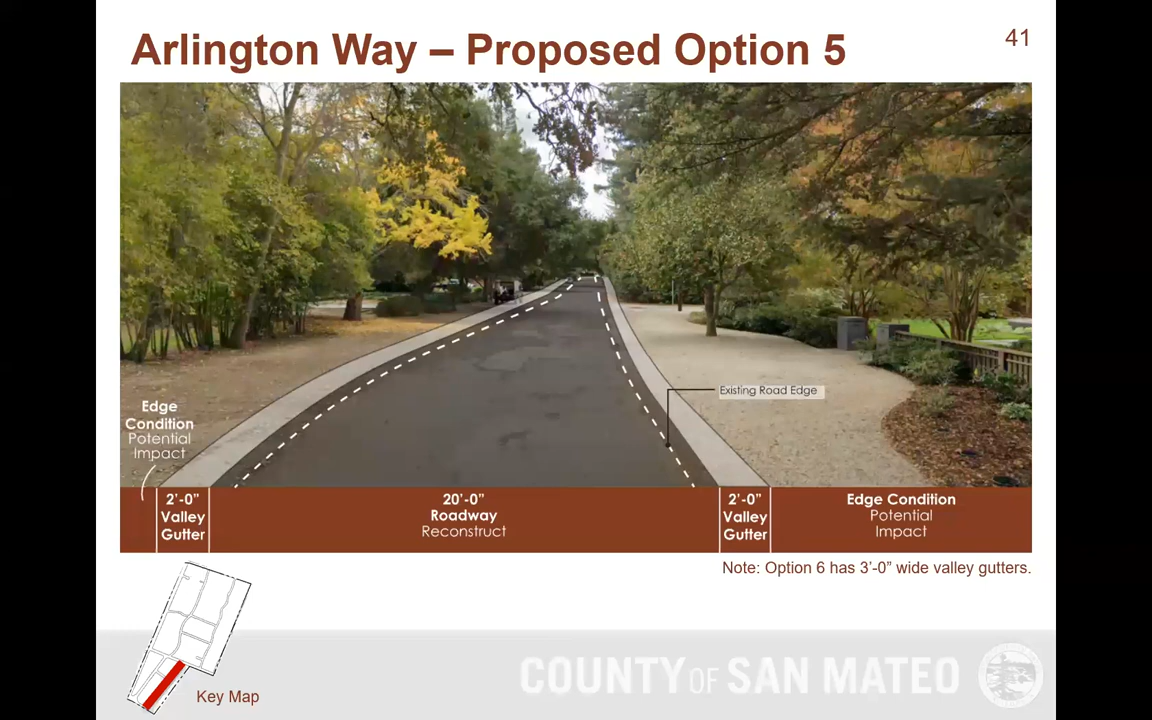 Arlington Way – Proposed Option 5
41
Existing Road Edge
Edge
Condition
Potential
Impact
2’-0”
Valley
Gutter
20’-0”
Roadway
Reconstruct
2’-0”
Valley
Gutter
Edge Condition
Potential
Impact
Note: Option 6 has 3’-0” wide valley gutters.
Key Map
COUNTY OF SAN MATEO